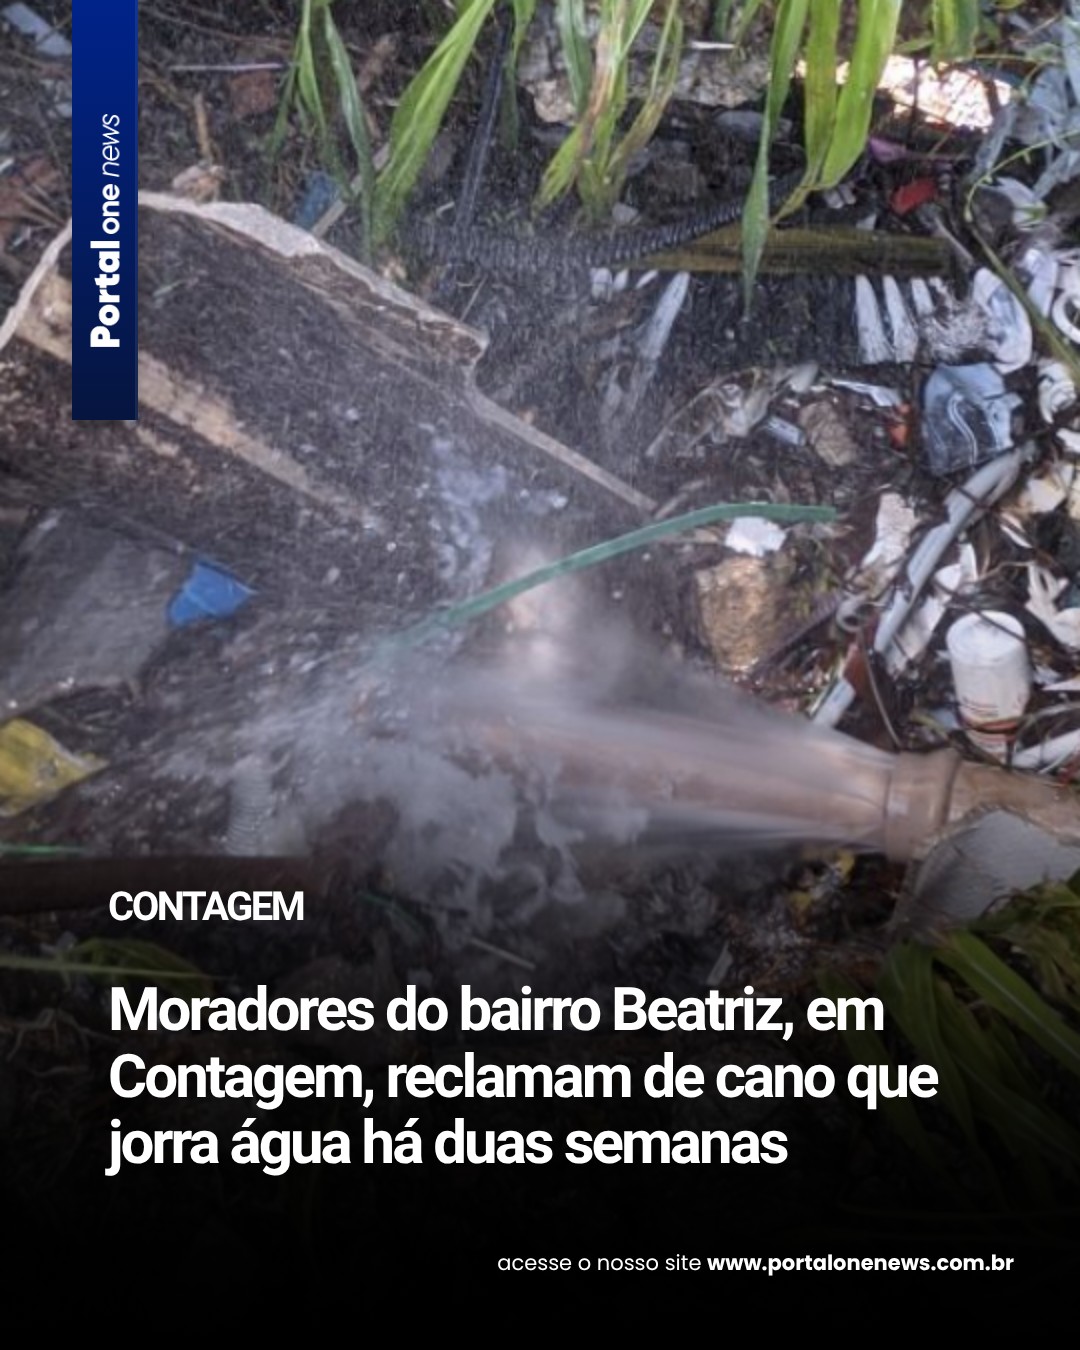 Portal one news
CONTAGEM
Moradores do bairro Beatriz, em
Contagem, reclamam de cano que
jorra água há duas semanas
acesse o nosso site www.portalonenews.com.br